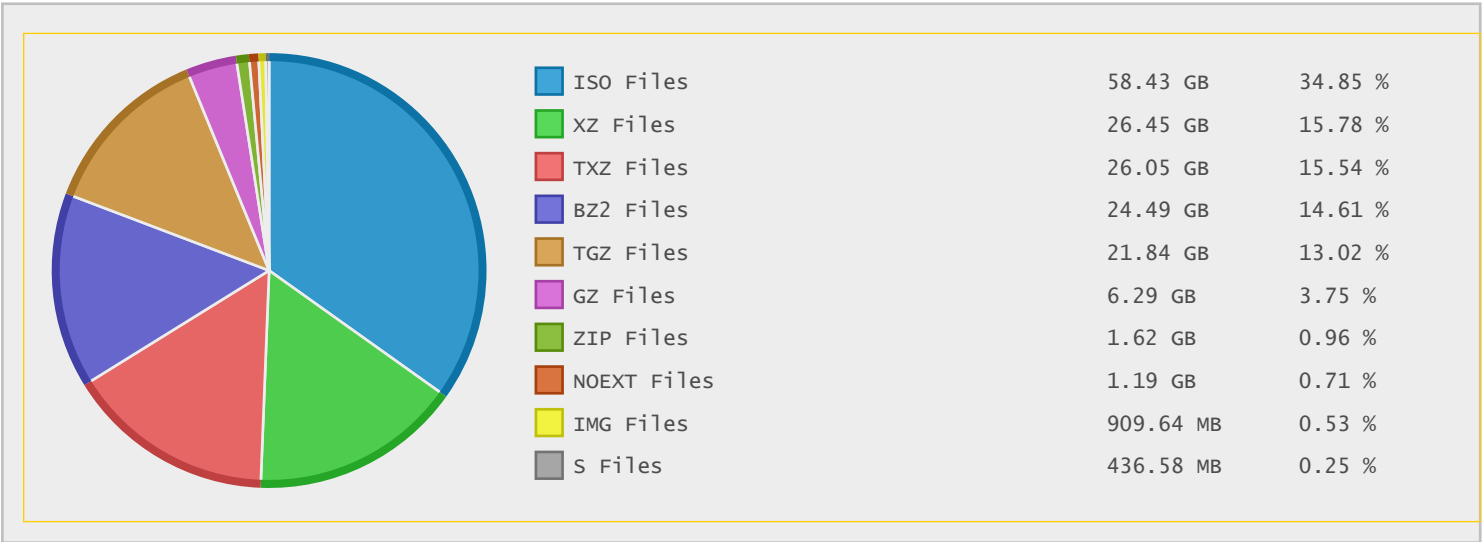 ISO Files 58.43 GB 34.85 %
XZ Files 26.45 GB 15.78 %
TXZ Files 26.05 GB 15.54 %
BZ2 Files 24.49 GB 14.61 %
TGZ Files 21.84 GB 13.02 %
GZ Files 6.29 GB 3.75 %
ZIP Files 1.62 GB 0.96 %
NOEXT Files 1.19 GB 0.71 %
IMG Files 909.64 MB 0.53 %
S Files 436.58 MB 0.25 %